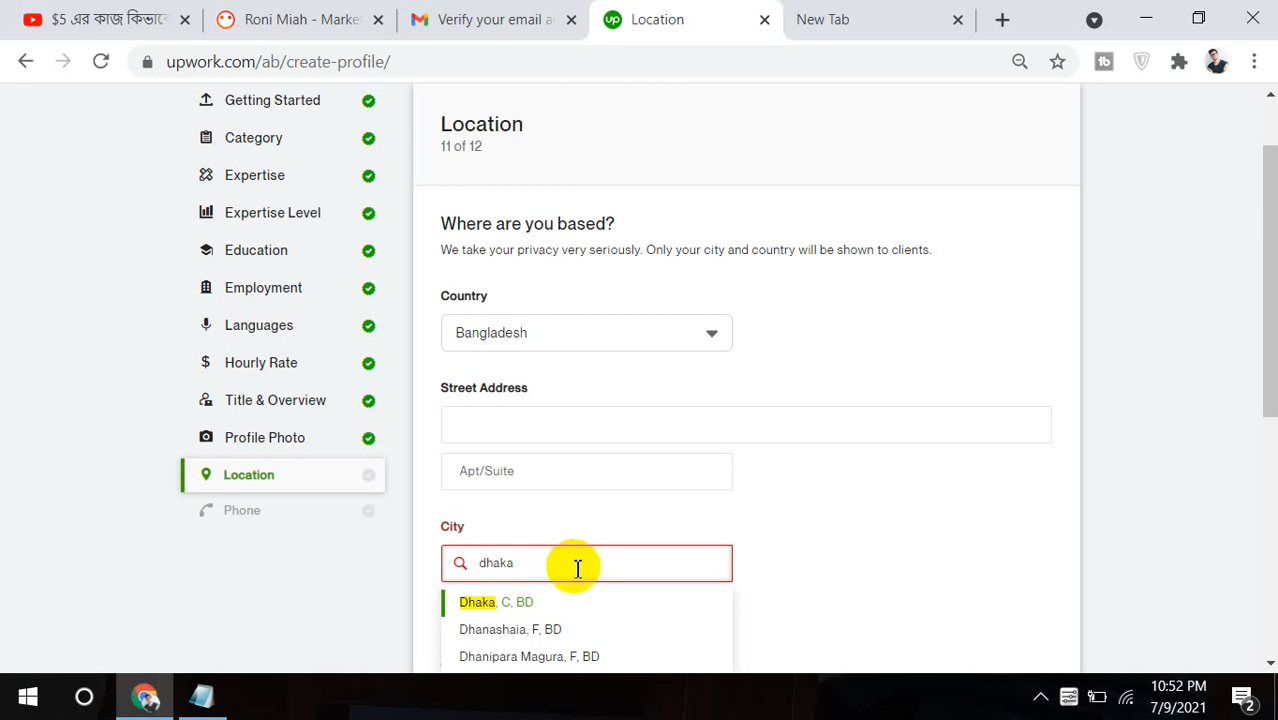 $5 এর কাজ কিভাবে
Roni Miah - Marke
Verify your email a
Location
New Tab
upwork.com/ab/create-profile/
Getting Started
Category
Expertise
Expertise Level
Education
Employment
Languages
Hourly Rate
Title & Overview
Profile Photo
Location
Phone
Location
11 of 12
Where are you based?
We take your privacy very seriously. Only your city and country will be shown to clients.
Country
Bangladesh
Street Address
Apt/Suite
City
dhaka
Dhaka, C, BD
Dhanashaia, F, BD
Dhanipara Magura, F, BD
10:52 PM
7/9/2021
2